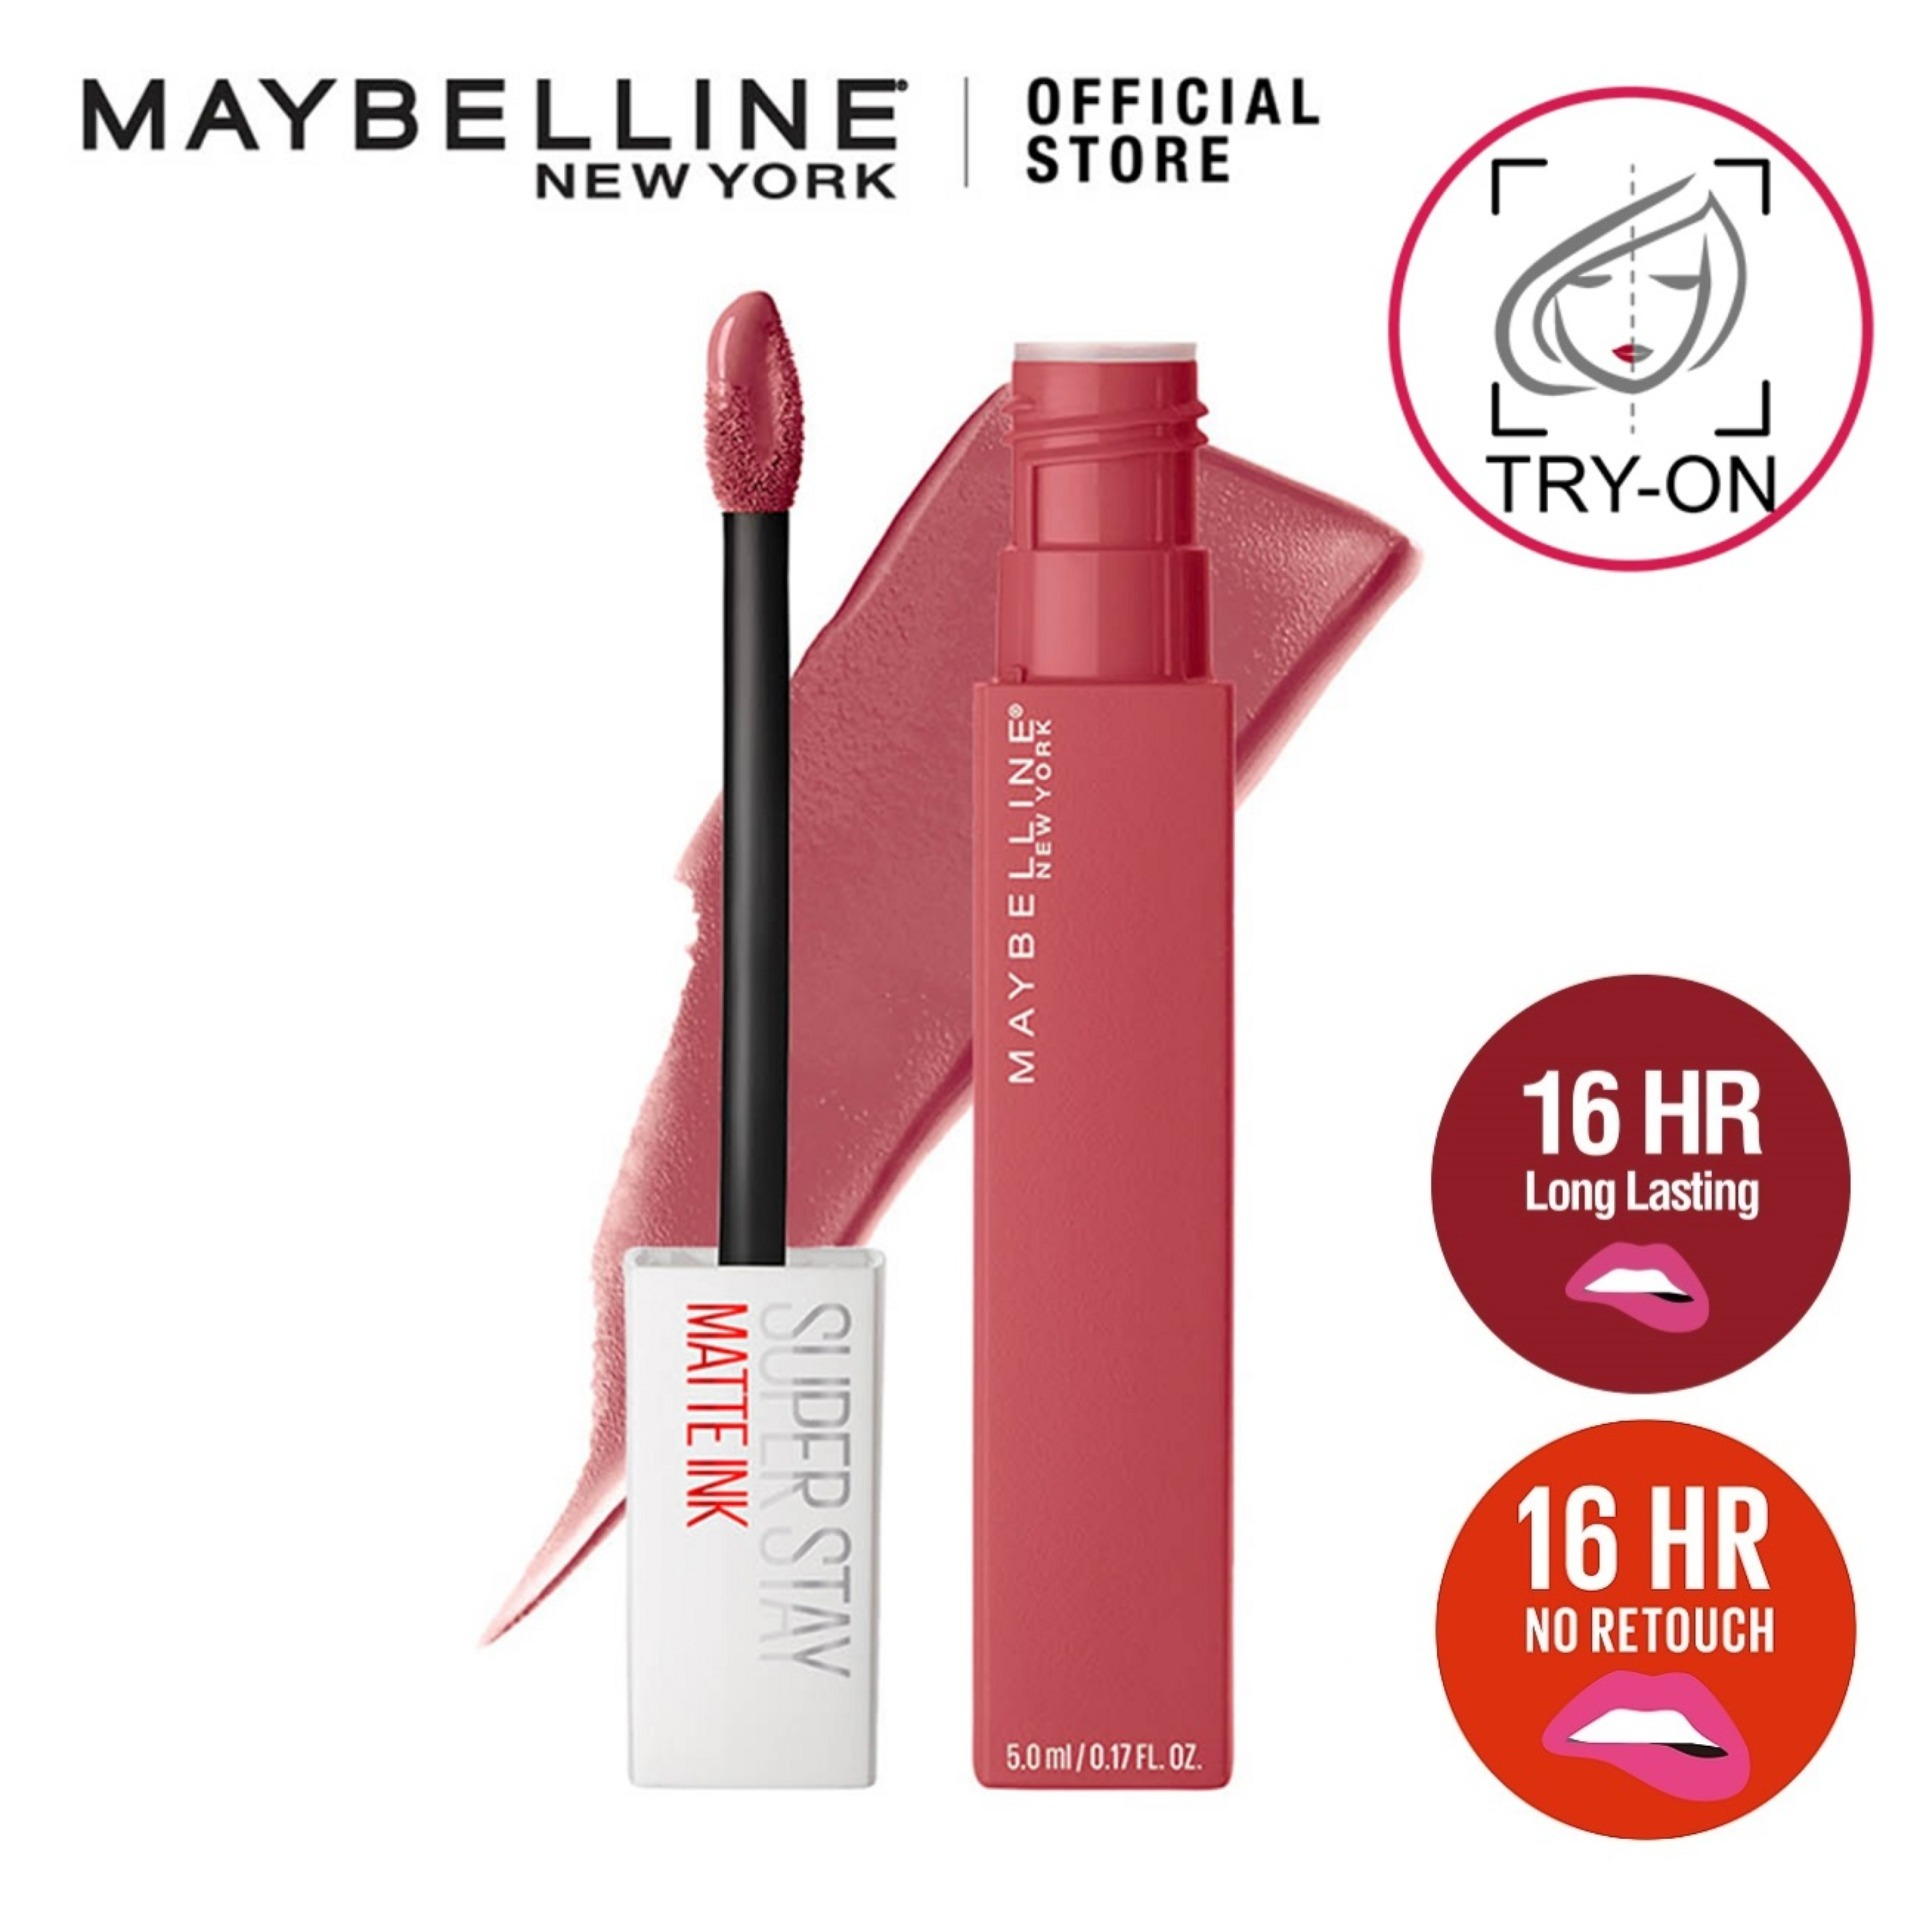 MAYBELLINE®
NEW YORK
OFFICIAL
STORE
TRY-ON
MAYBELLINE®
NEW YORK
16 HR
Long Lasting
SUPER STAY
MATTE INK
16 HR
NO RETOUCH
5.0 ml / 0.17 FL. OZ.